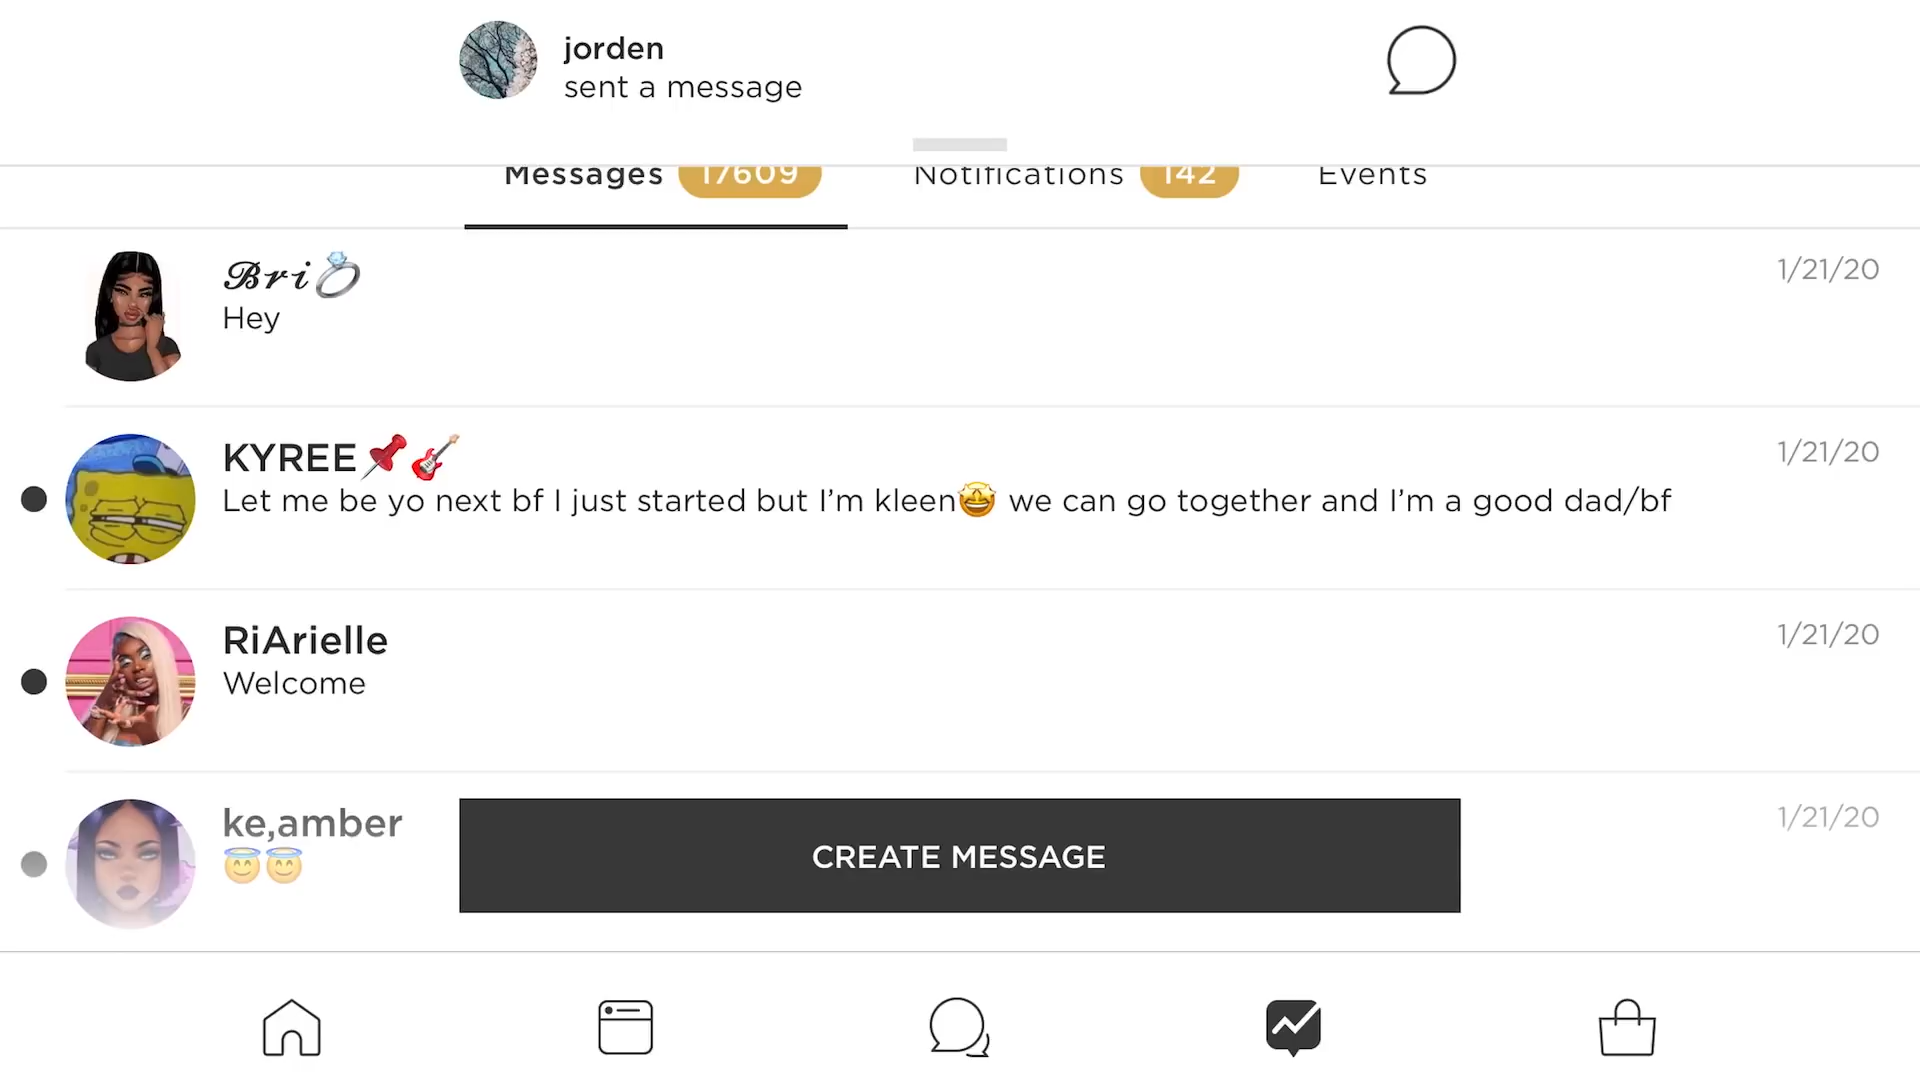 jorden
sent a message
Messages 17609 Notifications 142 Events
ℬ𝓇𝒾💍 1/21/20
Hey
KYREE📌🎸 1/21/20
Let me be yo next bf I just started but I’m kleen🤩 we can go together and I’m a good dad/bf
RiArielle 1/21/20
Welcome
ke,amber 1/21/20
😇😇
CREATE MESSAGE